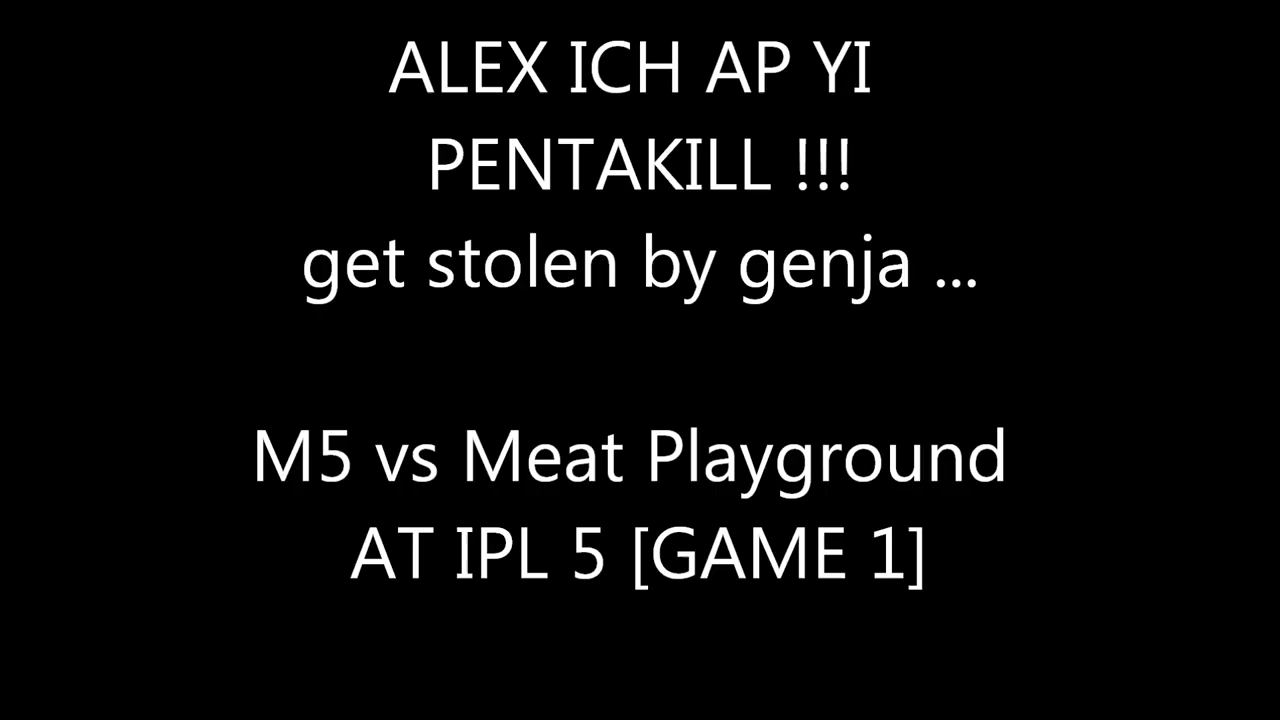 ALEX ICH AP YI
PENTAKILL !!!
get stolen by genja ...
M5 vs Meat Playground
AT IPL 5 [GAME 1]